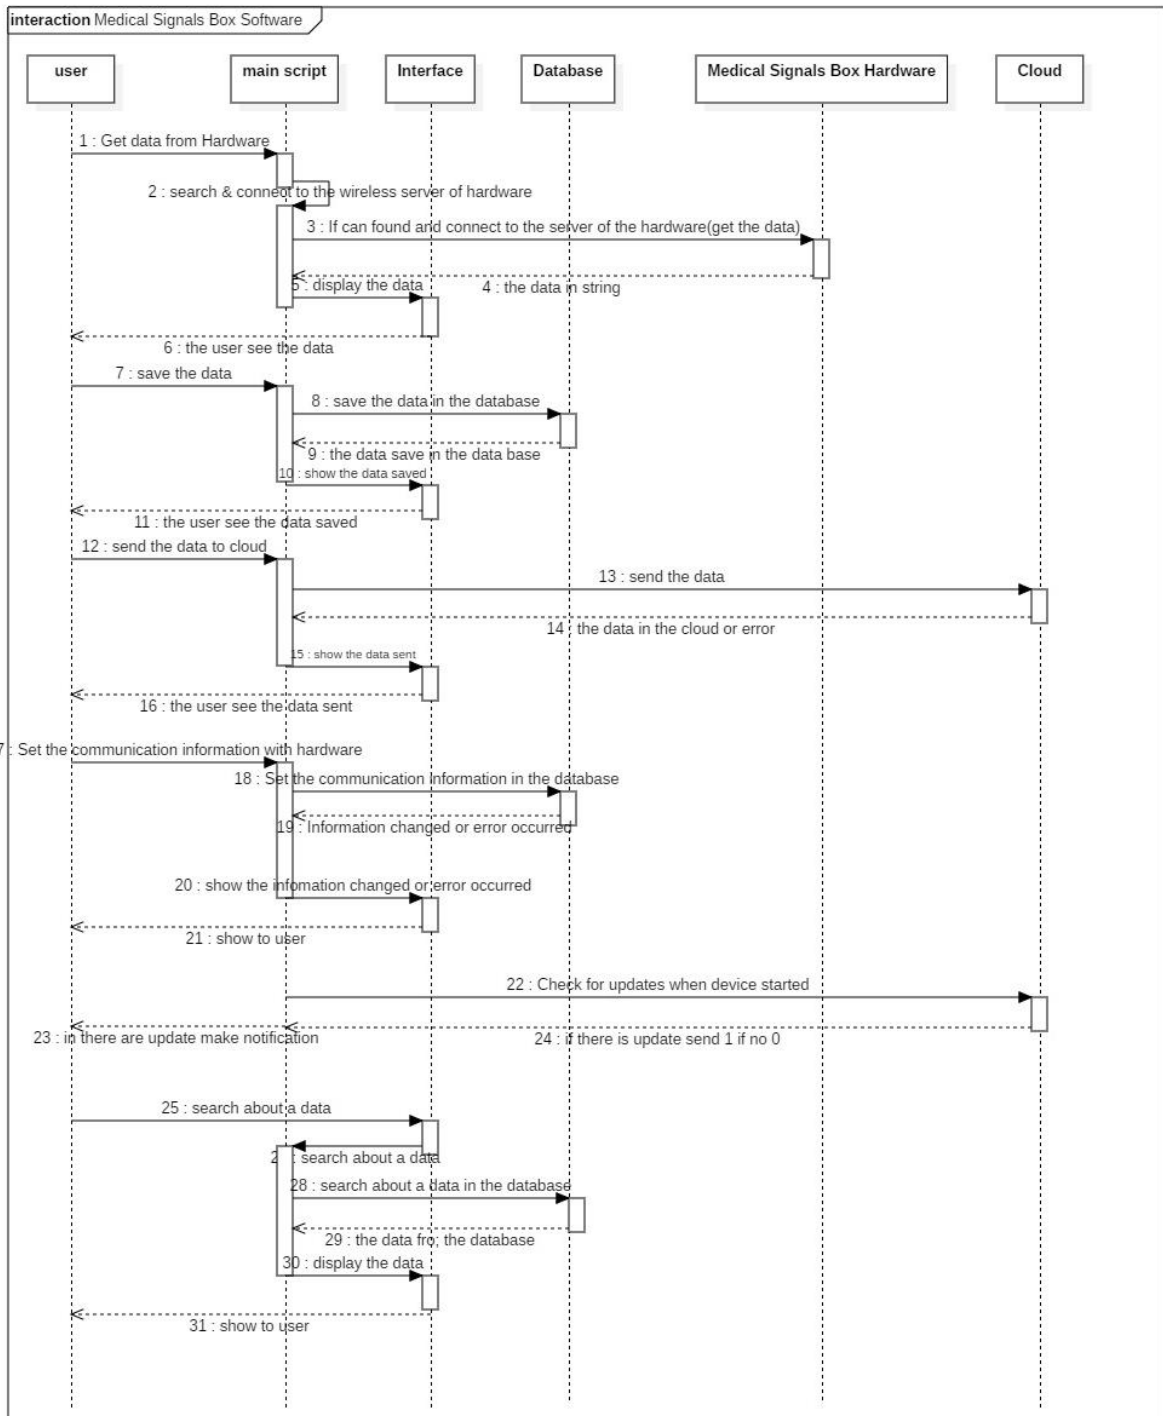 interaction Medical Signals Box Software
user
main script
Interface
Database
Medical Signals Box Hardware
Cloud
1 : Get data from Hardware
2 : search & connect to the wireless server of hardware
3 : If can found and connect to the server of the hardware(get the data)
4 : the data in string
5 : display the data
6 : the user see the data
7 : save the data
8 : save the data in the database
9 : the data save in the data base
10 : show the data saved
11 : the user see the data saved
12 : send the data to cloud
13 : send the data
14 : the data in the cloud or error
15 : show the data sent
16 : the user see the data sent
7 : Set the communication information with hardware
18 : Set the communication information in the database
19 : Information changed or error occurred
20 : show the infomation changed or error occurred
21 : show to user
22 : Check for updates when device started
23 : in there are update make notification
24 : if there is update send 1 if no 0
25 : search about a data
: search about a data
28 : search about a data in the database
29 : the data fro; the database
30 : display the data
31 : show to user